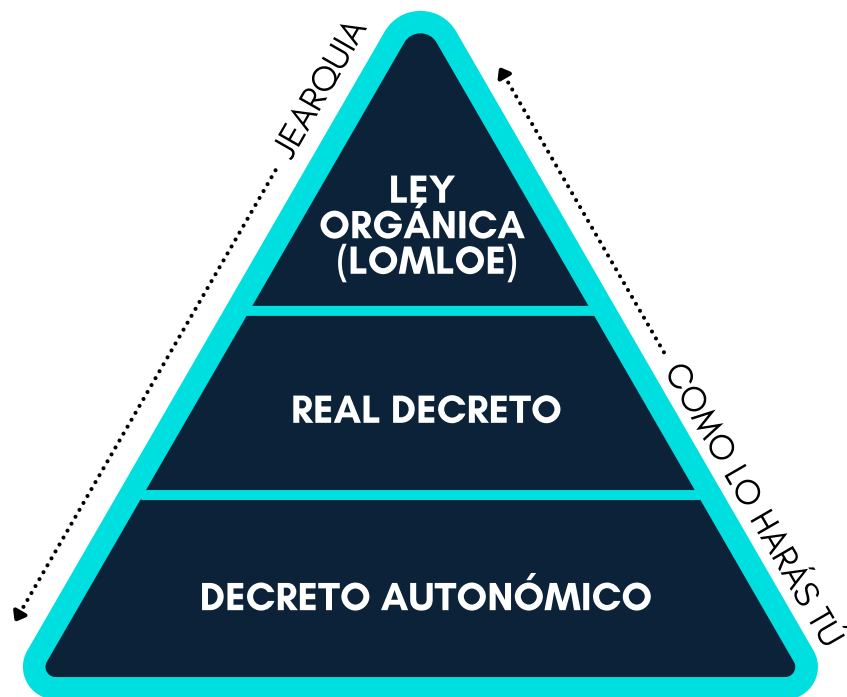 JEARQUIA
LEY
ORGÁNICA
(LOMLOE)
REAL DECRETO
COMO LO HARÁS TÚ
DECRETO AUTONÓMICO